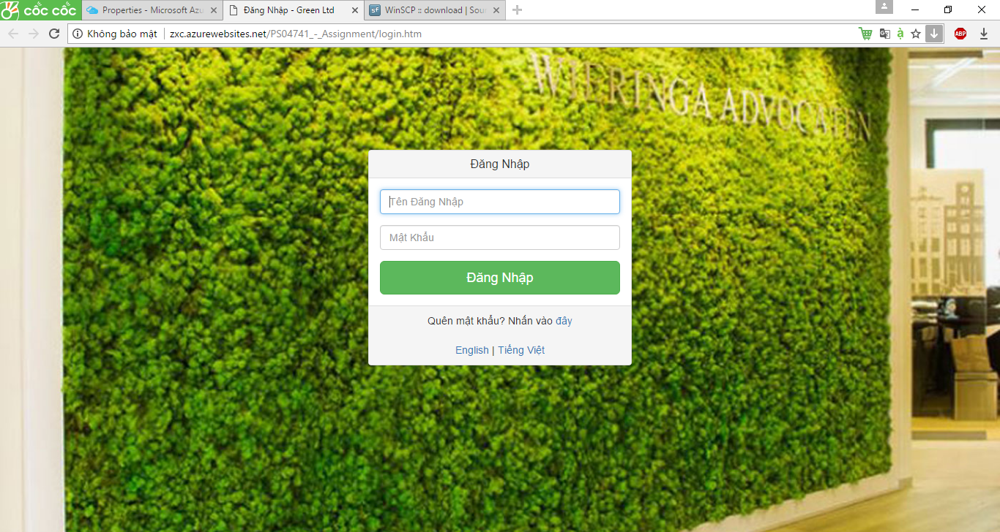 cốc cốc
Properties - Microsoft Azu
Đăng Nhập - Green Ltd
WinSCP :: download | Sour
Không bảo mật
zxc.azurewebsites.net/PS04741_-_Assignment/login.htm
ABP
WIERINGA ADVOCATEN
Đăng Nhập
Tên Đăng Nhập
Mật Khẩu
Đăng Nhập
Quên mật khẩu? Nhấn vào đây
English | Tiếng Việt